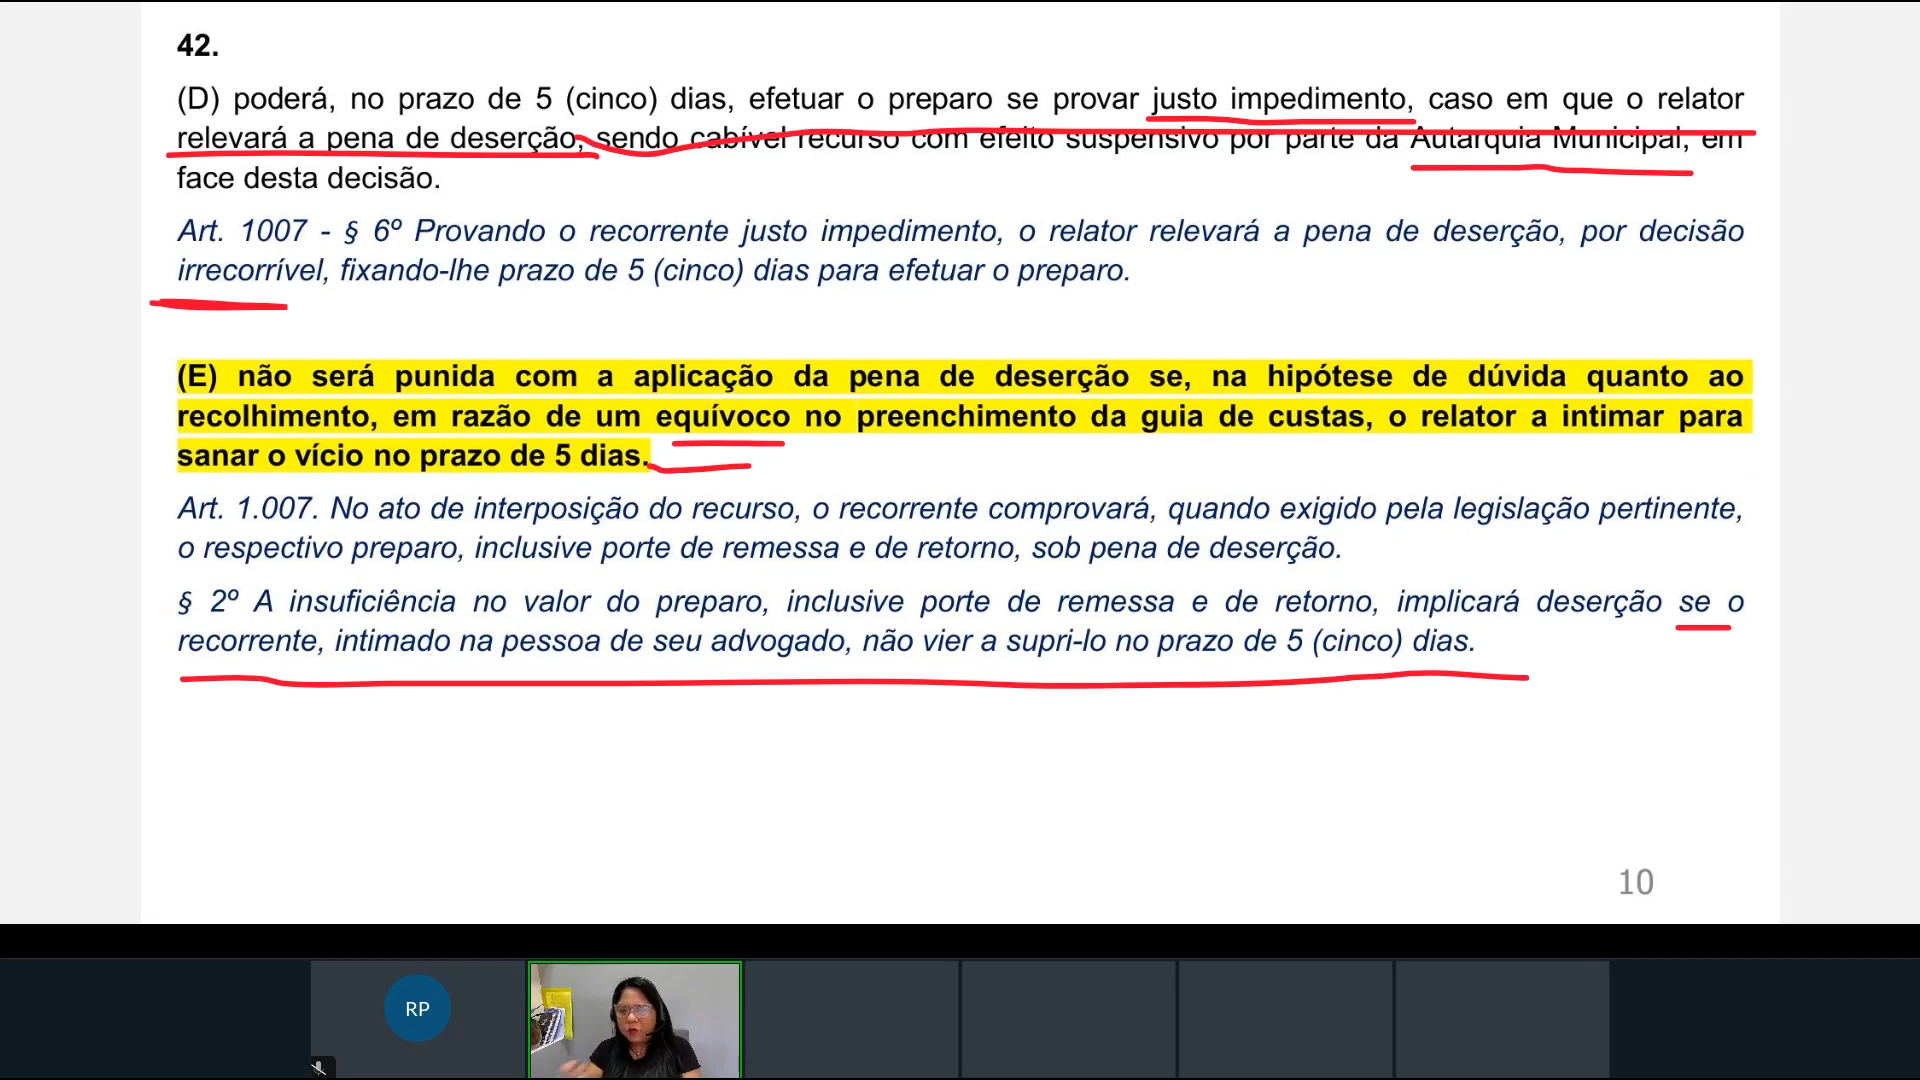 42.
(D) poderá, no prazo de 5 (cinco) dias, efetuar o preparo se provar justo impedimento, caso em que o relator
relevará a pena de deserção, sendo cabível recurso com efeito suspensivo por parte da Autarquia Municipal, em
face desta decisão.
Art. 1007 - § 6º Provando o recorrente justo impedimento, o relator relevará a pena de deserção, por decisão
irrecorrível, fixando-lhe prazo de 5 (cinco) dias para efetuar o preparo.
(E) não será punida com a aplicação da pena de deserção se, na hipótese de dúvida quanto ao
recolhimento, em razão de um equívoco no preenchimento da guia de custas, o relator a intimar para
sanar o vício no prazo de 5 dias.
Art. 1.007. No ato de interposição do recurso, o recorrente comprovará, quando exigido pela legislação pertinente,
o respectivo preparo, inclusive porte de remessa e de retorno, sob pena de deserção.
§ 2º A insuficiência no valor do preparo, inclusive porte de remessa e de retorno, implicará deserção se o
recorrente, intimado na pessoa de seu advogado, não vier a supri-lo no prazo de 5 (cinco) dias.
10
RP